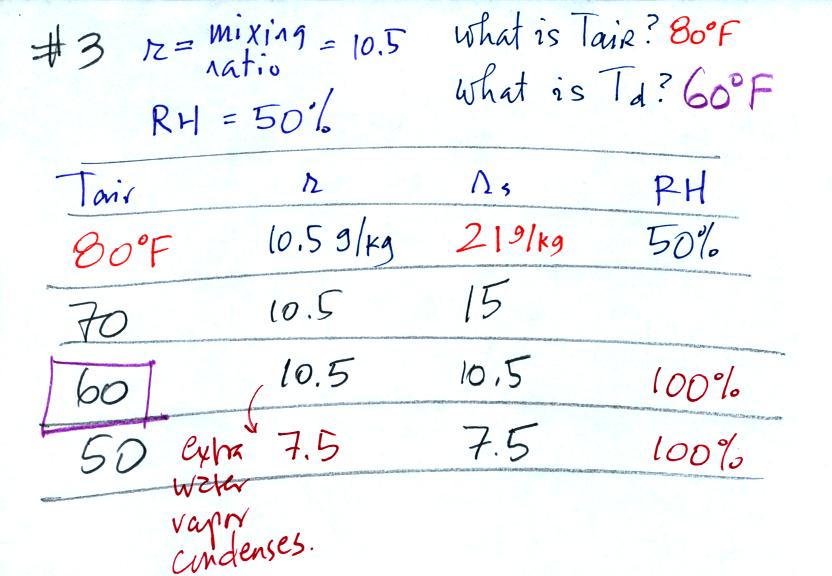 #3 r = mixing ratio = 10.5 what is Tair? 80°F
RH = 50% what is Td? 60°F
Tair r rs RH
80°F 10.5 g/kg 21 g/kg 50%
70 10.5 15
60 10.5 10.5 100%
50 7.5 7.5 100%
extra
water
vapor
condenses.